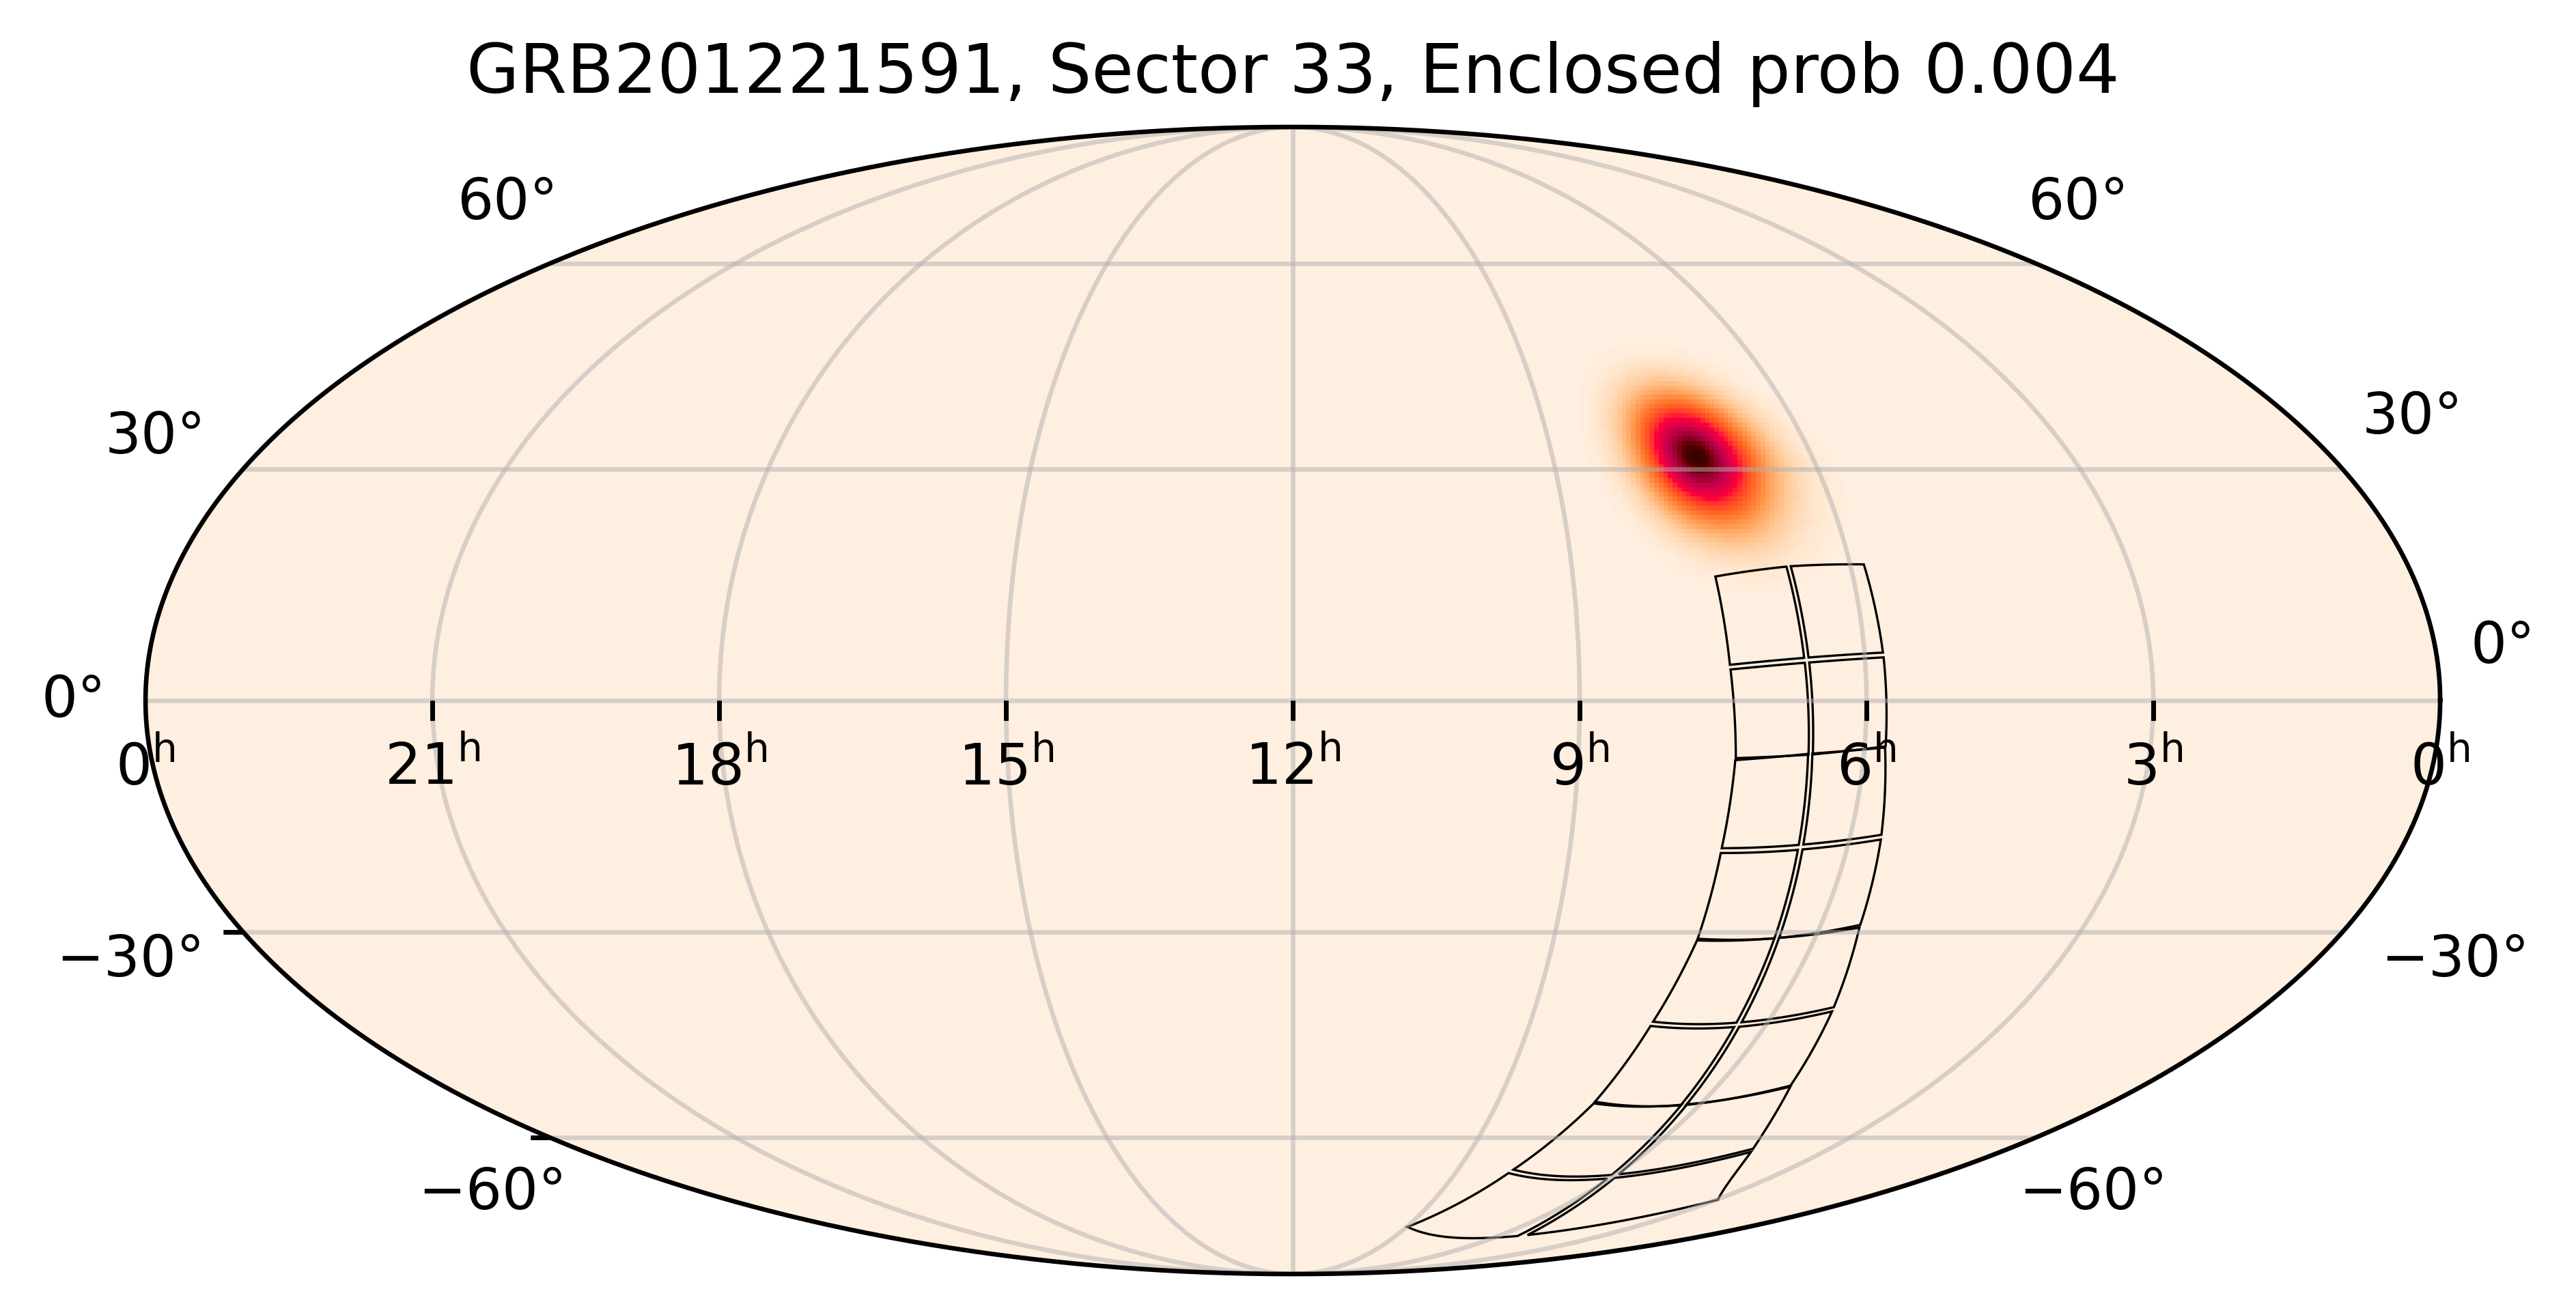 GRB201221591, Sector 33, Enclosed prob 0.004
60° 60°
30° 30°
0° 0°
0ʰ 21ʰ 18ʰ 15ʰ 12ʰ 9ʰ 6ʰ 3ʰ 0ʰ
−30° −30°
−60° −60°